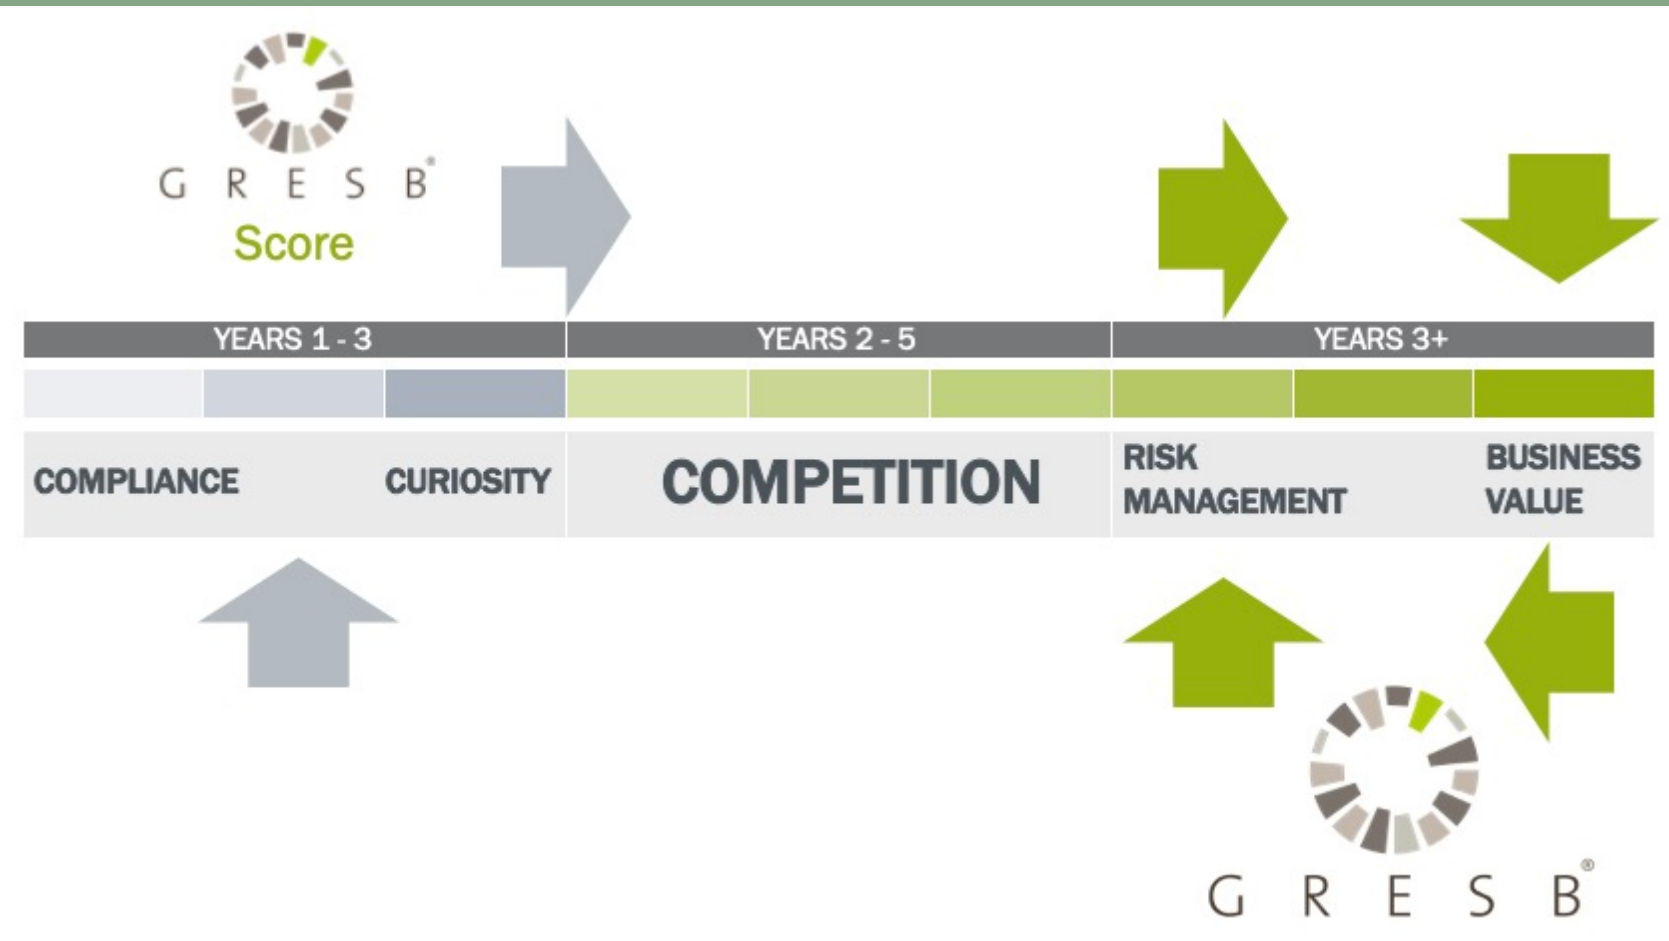 GRESB®
Score
YEARS 1 - 3
YEARS 2 - 5
YEARS 3+
COMPLIANCE
CURIOSITY
COMPETITION
RISK
MANAGEMENT
BUSINESS
VALUE
GRESB®